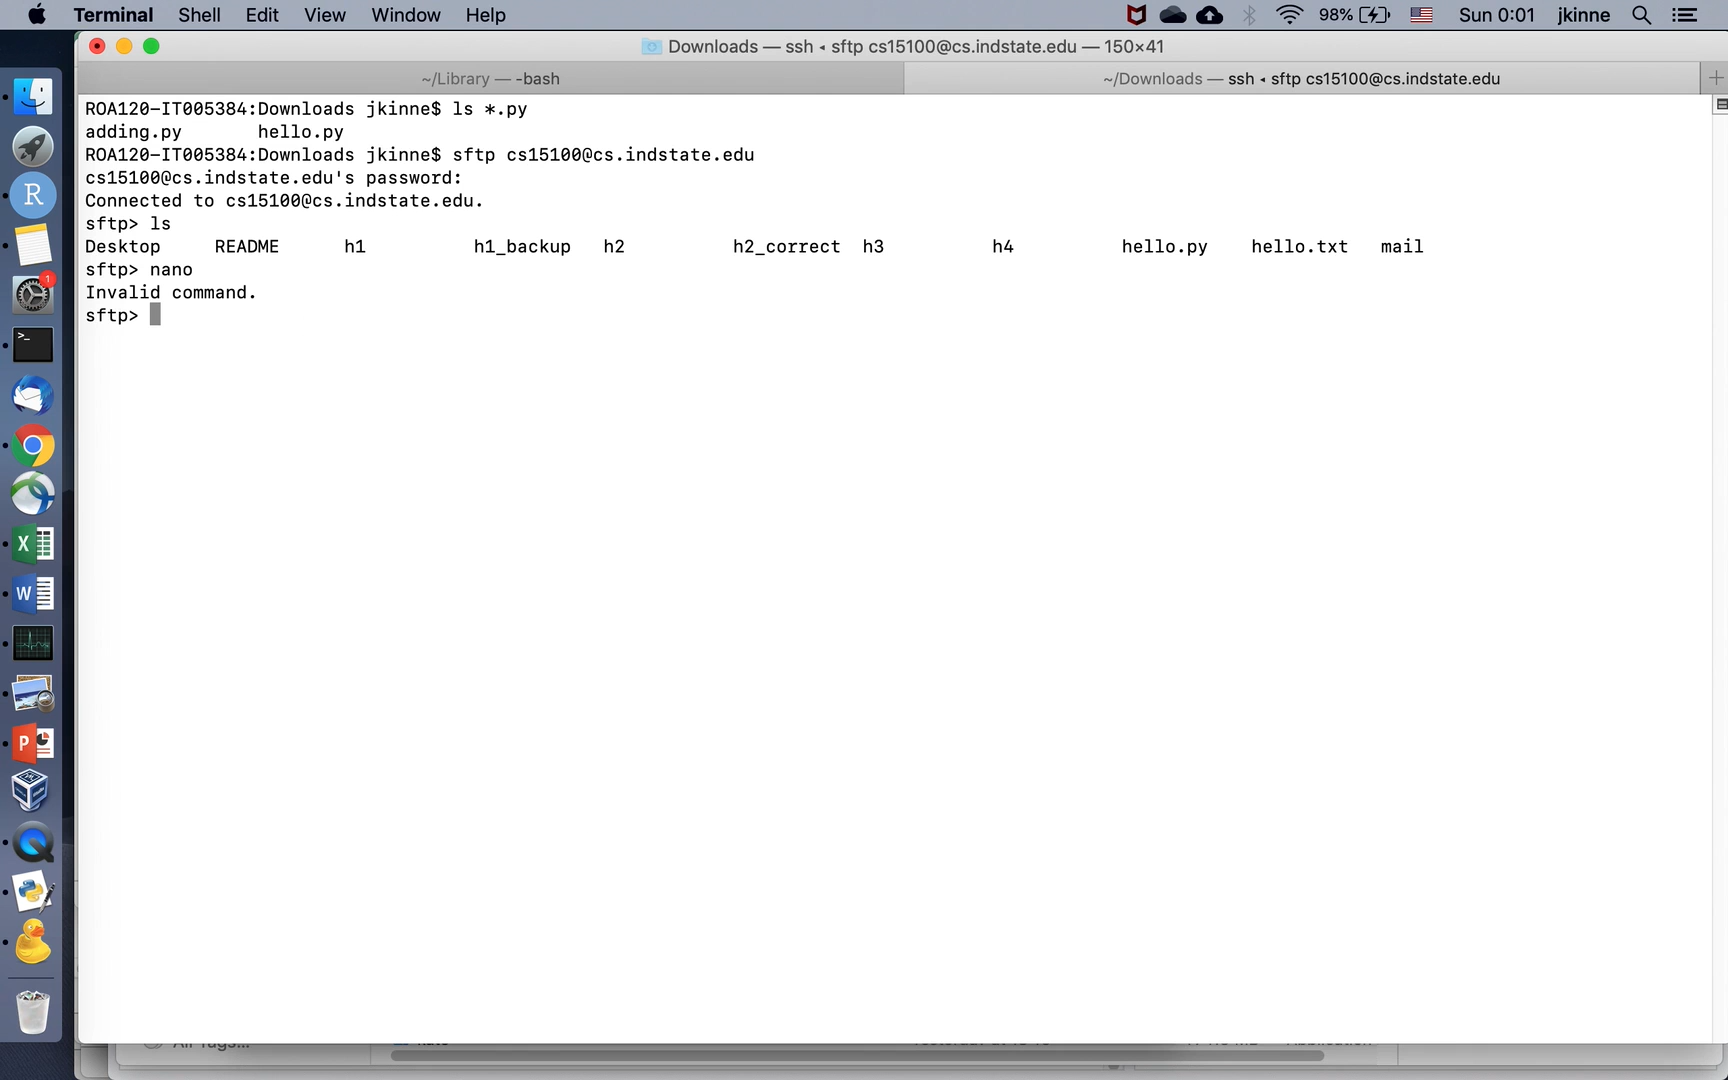 Terminal Shell Edit View Window Help 98% Sun 0:01 jkinne
Downloads — ssh ◂ sftp cs15100@cs.indstate.edu — 150×41
~/Library — -bash ~/Downloads — ssh ◂ sftp cs15100@cs.indstate.edu
ROA120-IT005384:Downloads jkinne$ ls *.py
adding.py hello.py
ROA120-IT005384:Downloads jkinne$ sftp cs15100@cs.indstate.edu
cs15100@cs.indstate.edu's password:
Connected to cs15100@cs.indstate.edu.
sftp> ls
Desktop README h1 h1_backup h2 h2_correct h3 h4 hello.py hello.txt mail
sftp> nano
Invalid command.
sftp>
R
1
>_
X
W
P
All Tags...